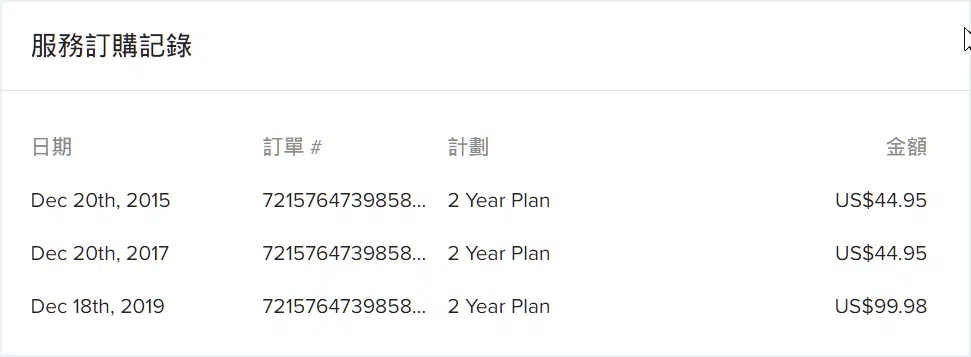 服務訂購記錄
日期 訂單 # 計劃 金額
Dec 20th, 2015 7215764739858... 2 Year Plan US$44.95
Dec 20th, 2017 7215764739858... 2 Year Plan US$44.95
Dec 18th, 2019 7215764739858... 2 Year Plan US$99.98